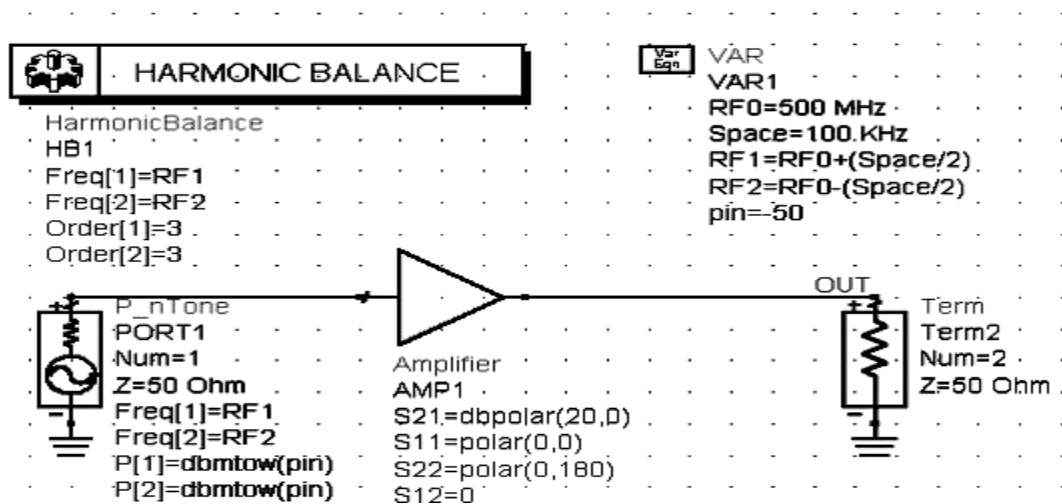 HARMONIC BALANCE
HarmonicBalance
HB1
Freq[1]=RF1
Freq[2]=RF2
Order[1]=3
Order[2]=3
Var
Eqn
VAR
VAR1
RF0=500 MHz
Space=100 KHz
RF1=RF0+(Space/2)
RF2=RF0-(Space/2)
pin=-50
P_nTone
PORT1
Num=1
Z=50 Ohm
Freq[1]=RF1
Freq[2]=RF2
P[1]=dbmtow(pin)
P[2]=dbmtow(pin)
Amplifier
AMP1
S21=dbpolar(20,0)
S11=polar(0,0)
S22=polar(0,180)
S12=0
OUT
Term
Term2
Num=2
Z=50 Ohm